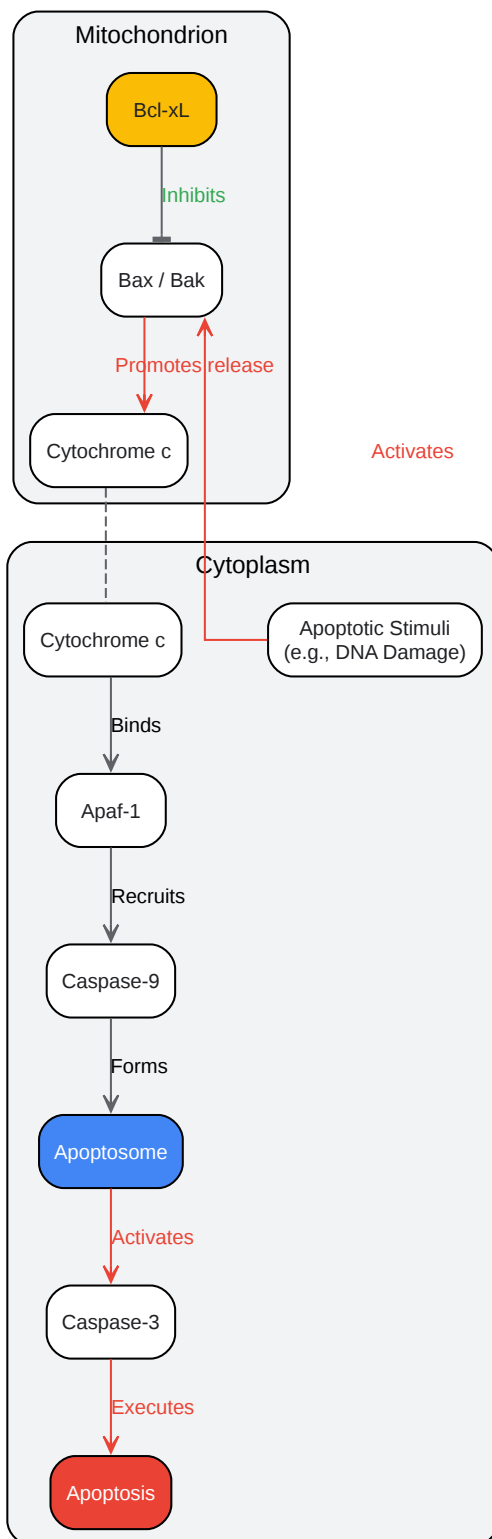 Mitochondrion
Bcl-xL
Inhibits
Bax / Bak
Promotes release
Cytochrome c
Activates
Cytoplasm
Cytochrome c
Apoptotic Stimuli
(e.g., DNA Damage)
Binds
Apaf-1
Recruits
Caspase-9
Forms
Apoptosome
Activates
Caspase-3
Executes
Apoptosis